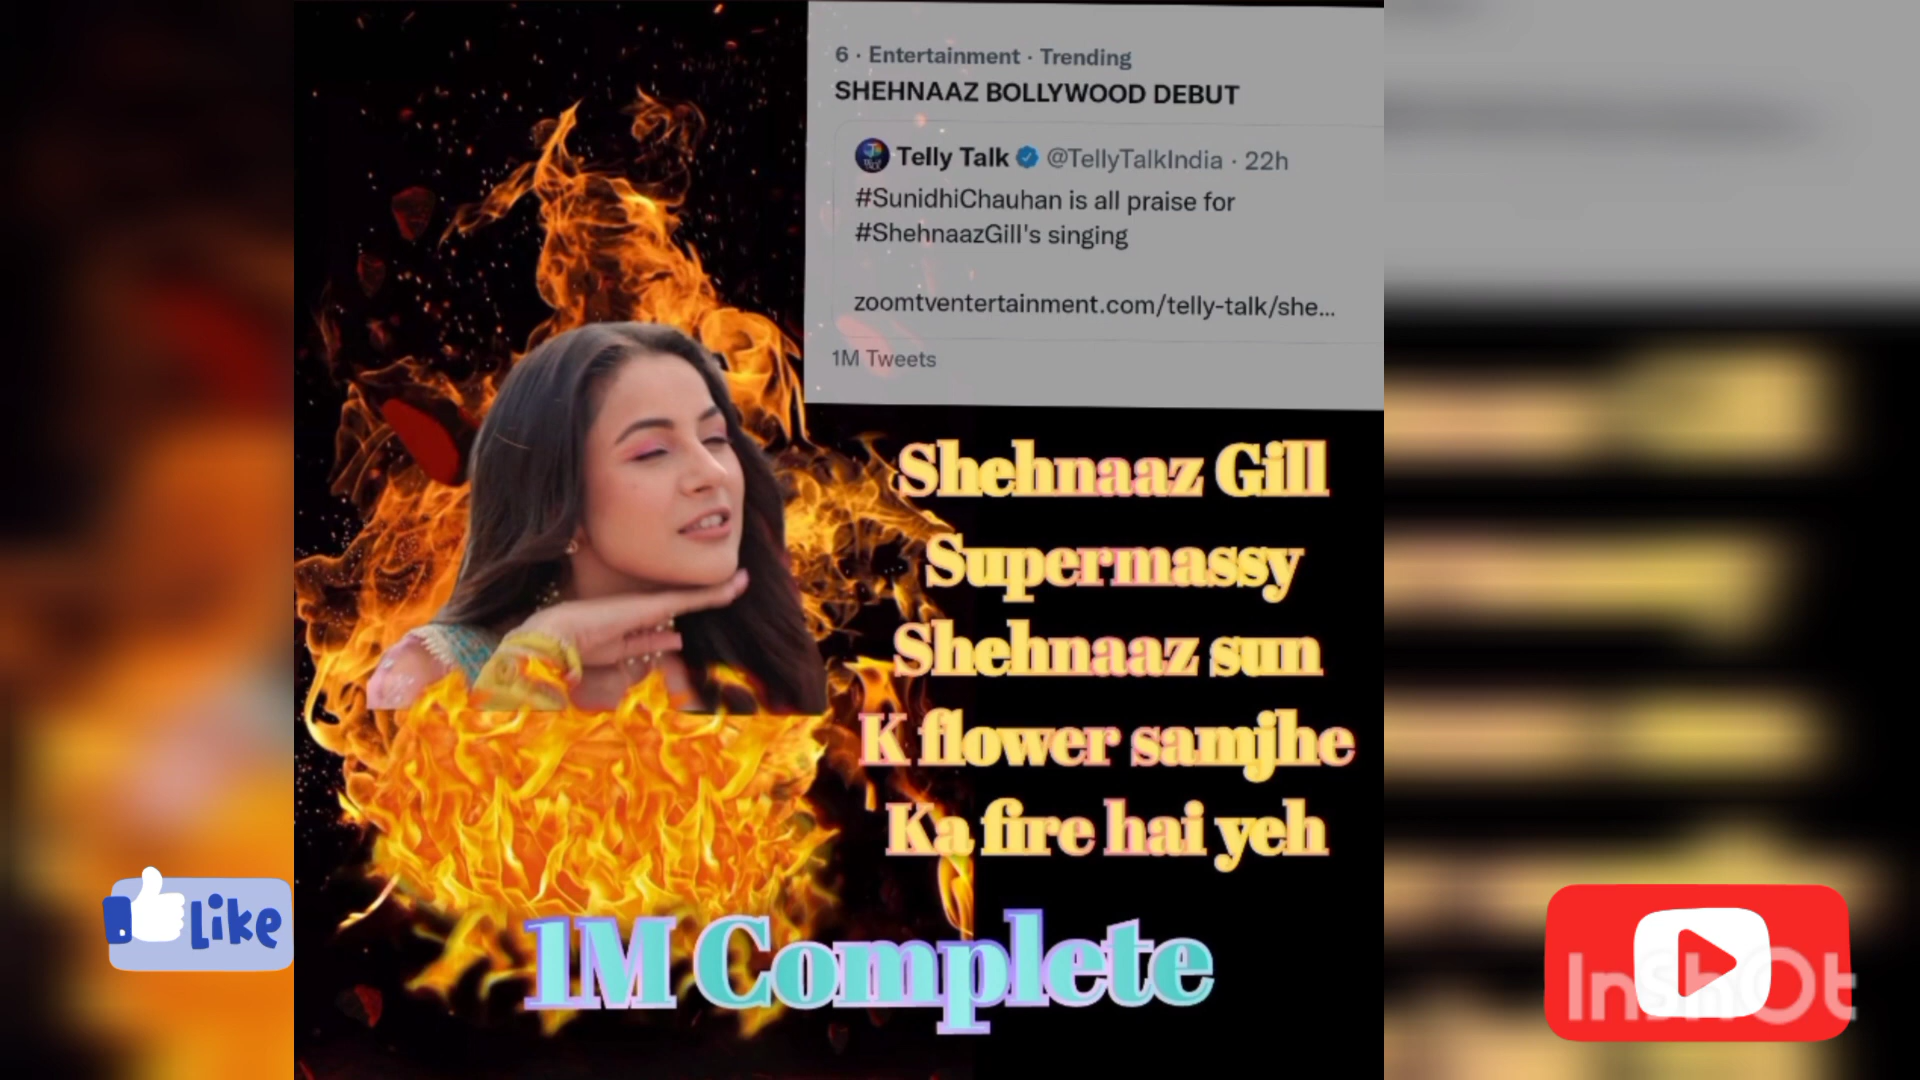 6 · Entertainment · Trending
SHEHNAAZ BOLLYWOOD DEBUT
Telly Talk @TellyTalkIndia · 22h
#SunidhiChauhan is all praise for
#ShehnaazGill's singing
zoomtventertainment.com/telly-talk/she...
1M Tweets
Shehnaaz Gill
Supermassy
Shehnaaz sun
K flower samjhe
Ka fire hai yeh
1M Complete
Like
InShOt